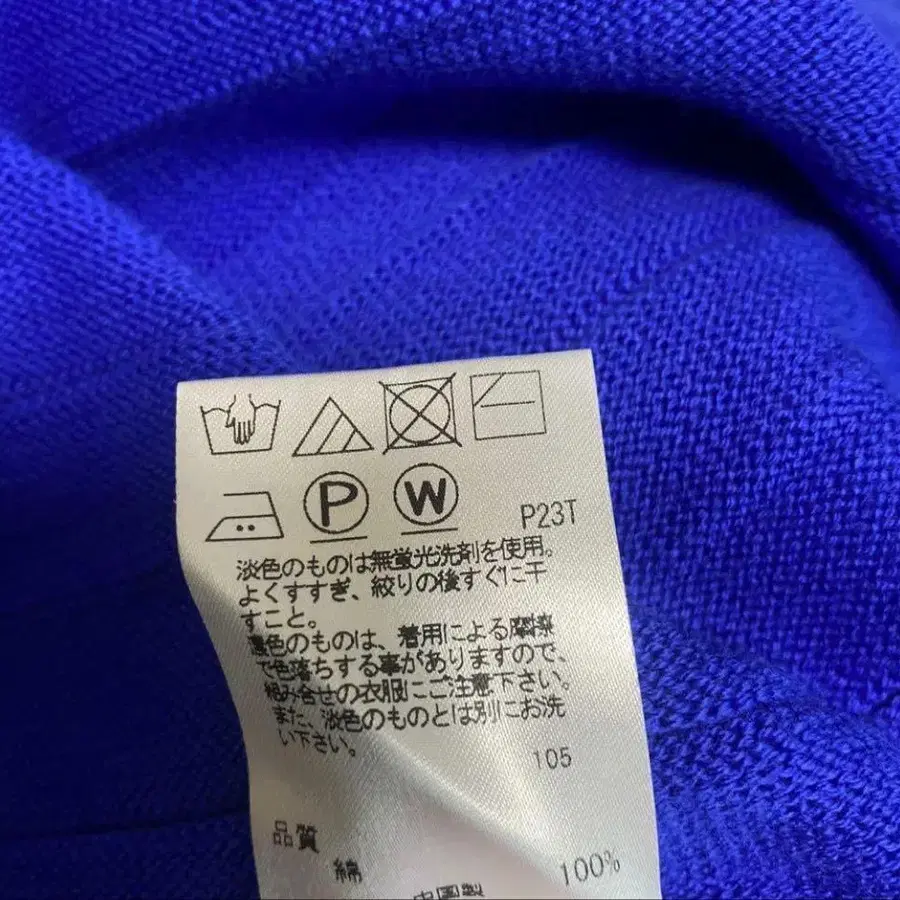 P W P23T
淡色のものは無蛍光洗剤を使用。
よくすすぎ、絞りの後すぐに干
すこと。
濃色のものは、着用による摩擦
で色落ちする事がありますので、
組み合せの衣服にご注意下さい。
また、淡色のものとは別にお洗
い下さい。
105
品質
綿 100%
中国製